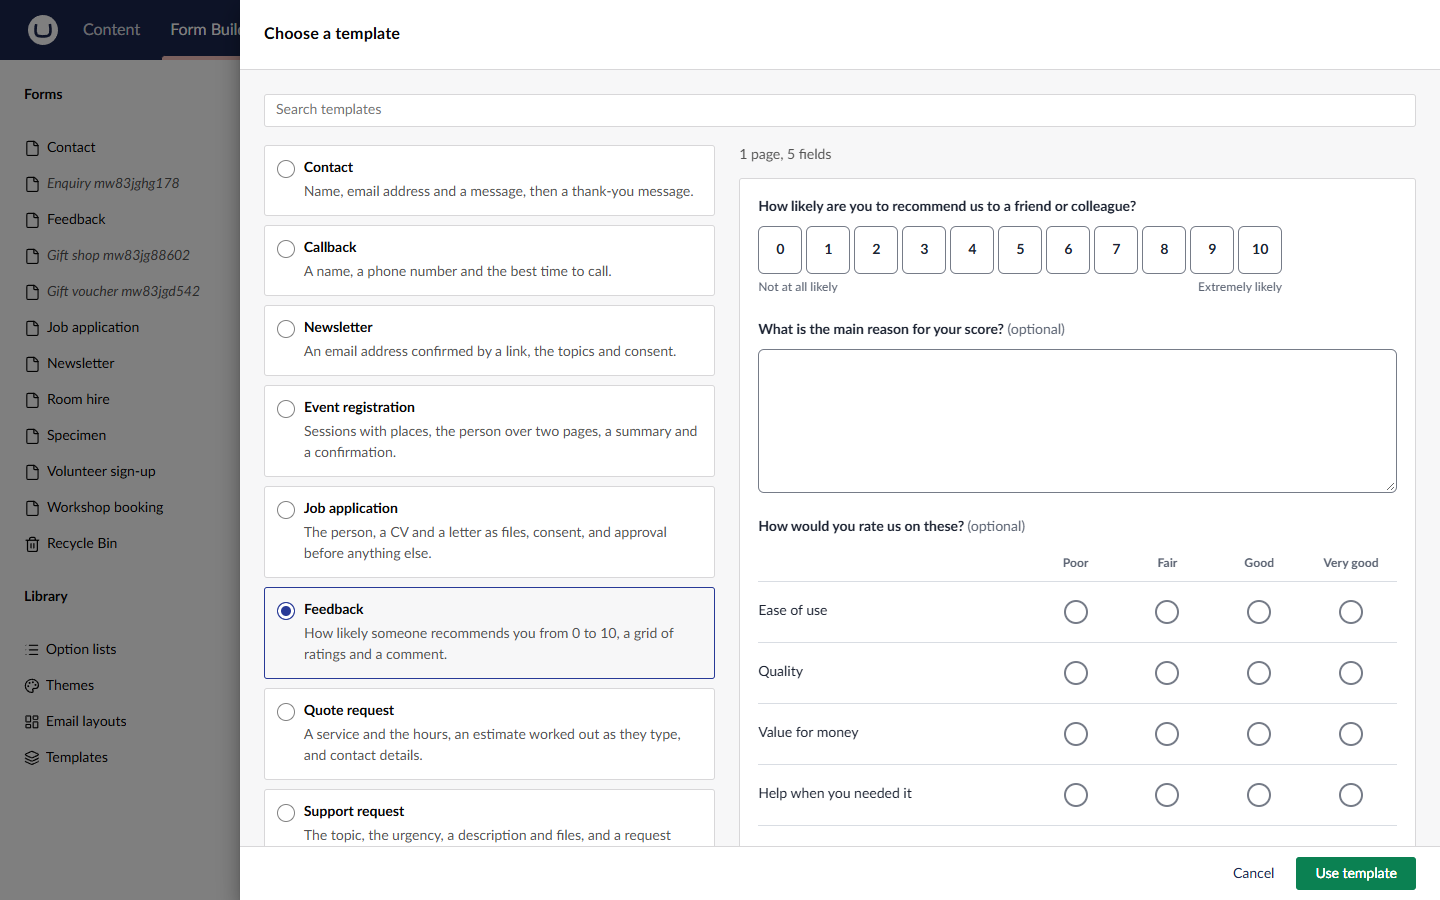 Content
Form Buil
Choose a template
Forms
Contact
Enquiry mw83jghg178
Feedback
Gift shop mw83jg88602
Gift voucher mw83jgd542
Job application
Newsletter
Room hire
Specimen
Volunteer sign-up
Workshop booking
Recycle Bin
Library
Option lists
Themes
Email layouts
Templates
Search templates
Contact
Name, email address and a message, then a thank-you message.
Callback
A name, a phone number and the best time to call.
Newsletter
An email address confirmed by a link, the topics and consent.
Event registration
Sessions with places, the person over two pages, a summary and
a confirmation.
Job application
The person, a CV and a letter as files, consent, and approval
before anything else.
Feedback
How likely someone recommends you from 0 to 10, a grid of
ratings and a comment.
Quote request
A service and the hours, an estimate worked out as they type,
and contact details.
Support request
The topic, the urgency, a description and files, and a request
1 page, 5 fields
How likely are you to recommend us to a friend or colleague?
0 1 2 3 4 5 6 7 8 9 10
Not at all likely Extremely likely
What is the main reason for your score? (optional)
How would you rate us on these? (optional)
Poor Fair Good Very good
Ease of use
Quality
Value for money
Help when you needed it
Cancel
Use template